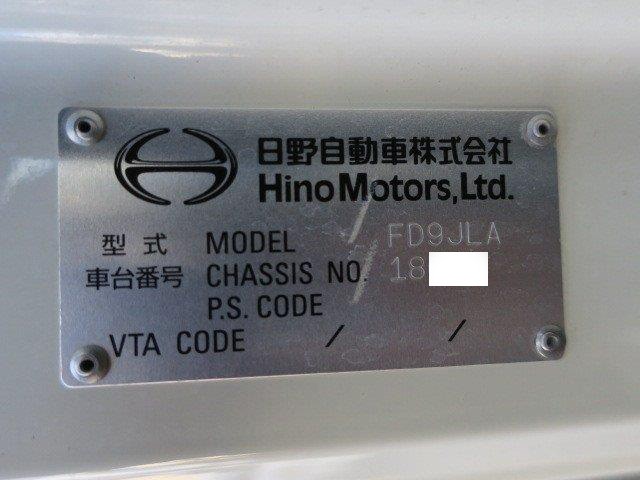 日野自動車株式会社
Hino Motors, Ltd.
型式 MODEL FD9JLA
車台番号 CHASSIS NO. 18
P.S. CODE
VTA CODE / /